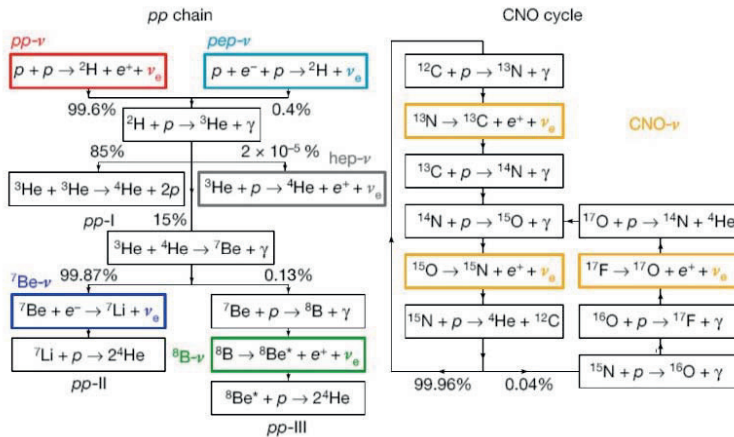 pp chain
pp-ν
pep-ν
p + p → ²H + e⁺ + νₑ
p + e⁻ + p → ²H + νₑ
99.6%
0.4%
²H + p → ³He + γ
85%
2 × 10⁻⁵ %
hep-ν
³He + ³He → ⁴He + 2p
³He + p → ⁴He + e⁺ + νₑ
pp-I
15%
³He + ⁴He → ⁷Be + γ
⁷Be-ν
99.87%
0.13%
⁷Be + e⁻ → ⁷Li + νₑ
⁷Be + p → ⁸B + γ
⁷Li + p → 2⁴He
⁸B-ν
⁸B → ⁸Be* + e⁺ + νₑ
pp-II
⁸Be* + p → 2⁴He
pp-III
CNO cycle
¹²C + p → ¹³N + γ
¹³N → ¹³C + e⁺ + νₑ
CNO-ν
¹³C + p → ¹⁴N + γ
¹⁴N + p → ¹⁵O + γ
¹⁷O + p → ¹⁴N + ⁴He
¹⁵O → ¹⁵N + e⁺ + νₑ
¹⁷F → ¹⁷O + e⁺ + νₑ
¹⁵N + p → ⁴He + ¹²C
¹⁶O + p → ¹⁷F + γ
99.96%
0.04%
¹⁵N + p → ¹⁶O + γ